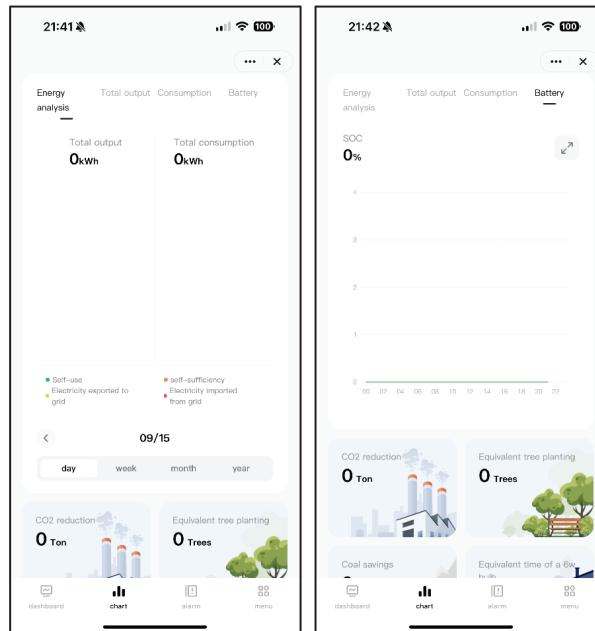 21:41
100
Energy analysis
Total output
Consumption
Battery
Total output
0kWh
Total consumption
0kWh
Self-use
Electricity exported to grid
self-sufficiency
Electricity imported from grid
09/15
day
week
month
year
CO2 reduction
0 Ton
Equivalent tree planting
0 Trees
dashboard
chart
alarm
menu
21:42
100
Energy analysis
Total output
Consumption
Battery
SOC
0%
4
3
2
1
0
00 02 04 06 08 10 12 14 16 18 20 22
CO2 reduction
0 Ton
Equivalent tree planting
0 Trees
Coal savings
Equivalent time of a 6w
dashboard
chart
alarm
menu